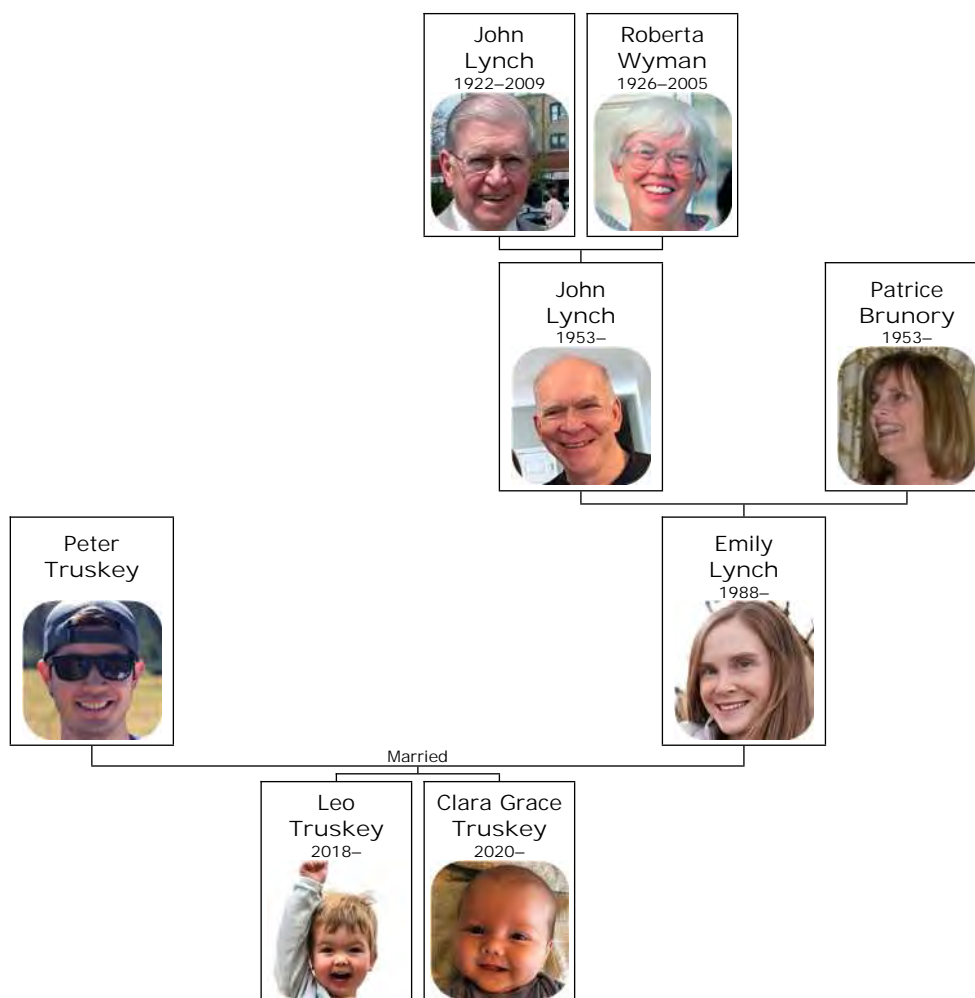 John
Lynch
1922–2009
Roberta
Wyman
1926–2005
John
Lynch
1953–
Patrice
Brunory
1953–
Peter
Truskey
Emily
Lynch
1988–
Married
Leo
Truskey
2018–
Clara Grace
Truskey
2020–